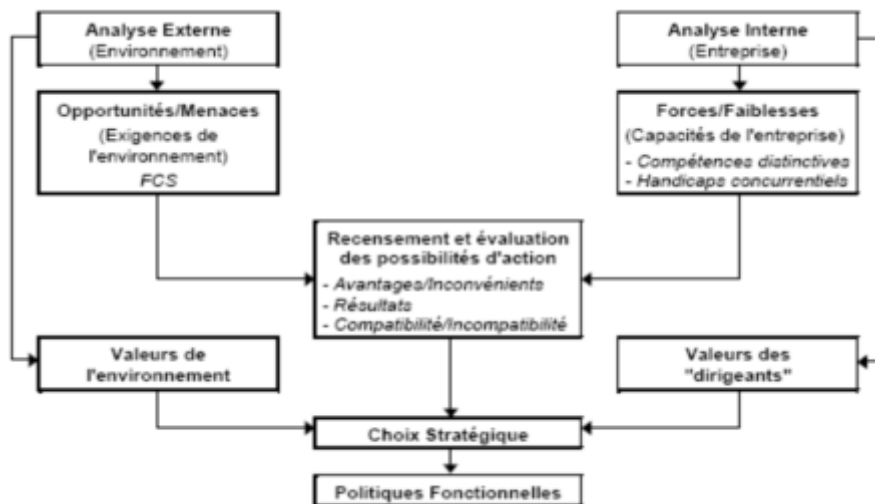 Analyse Externe
(Environnement)
Analyse Interne
(Entreprise)
Opportunités/Menaces
(Exigences de
l'environnement)
FCS
Forces/Faiblesses
(Capacités de l'entreprise)
- Compétences distinctives
- Handicaps concurrentiels
Recensement et évaluation
des possibilités d'action
- Avantages/Inconvénients
- Résultats
- Compatibilité/Incompatibilité
Valeurs de
l'environnement
Valeurs des
"dirigeants"
Choix Stratégique
Politiques Fonctionnelles